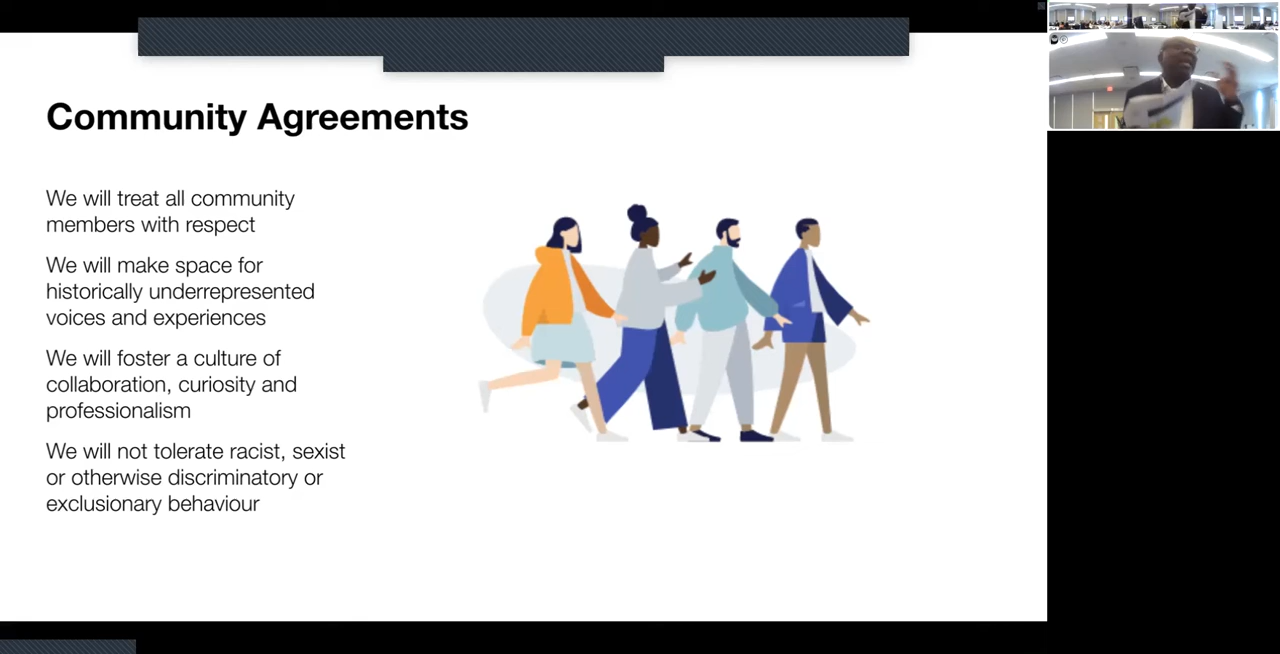 Community Agreements
We will treat all community
members with respect
We will make space for
historically underrepresented
voices and experiences
We will foster a culture of
collaboration, curiosity and
professionalism
We will not tolerate racist, sexist
or otherwise discriminatory or
exclusionary behaviour